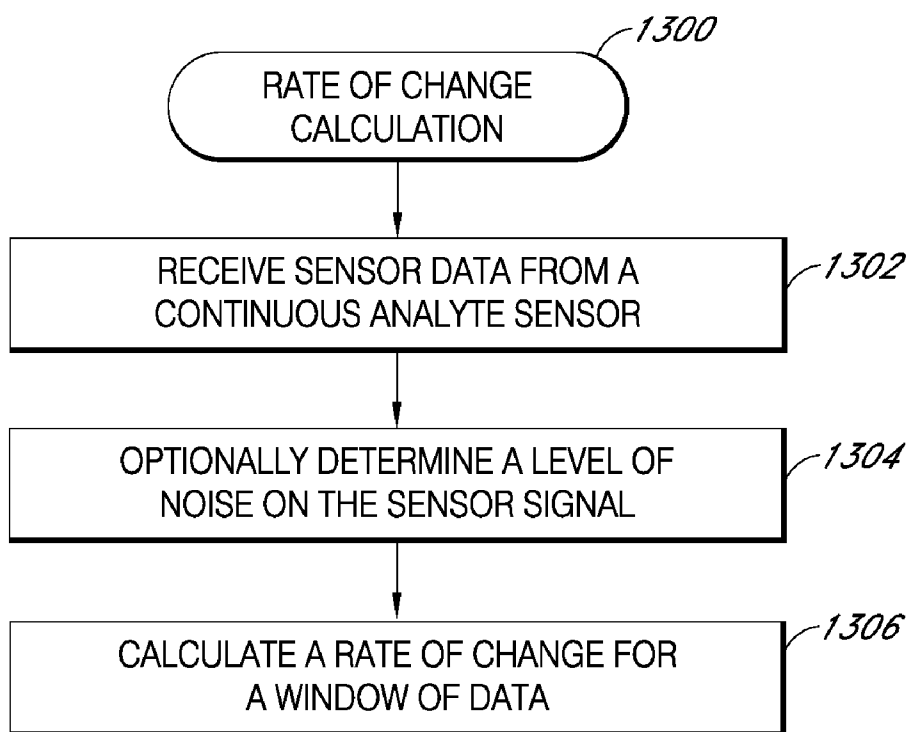 1300
RATE OF CHANGE
CALCULATION
1302
RECEIVE SENSOR DATA FROM A
CONTINUOUS ANALYTE SENSOR
1304
OPTIONALLY DETERMINE A LEVEL OF
NOISE ON THE SENSOR SIGNAL
1306
CALCULATE A RATE OF CHANGE FOR
A WINDOW OF DATA